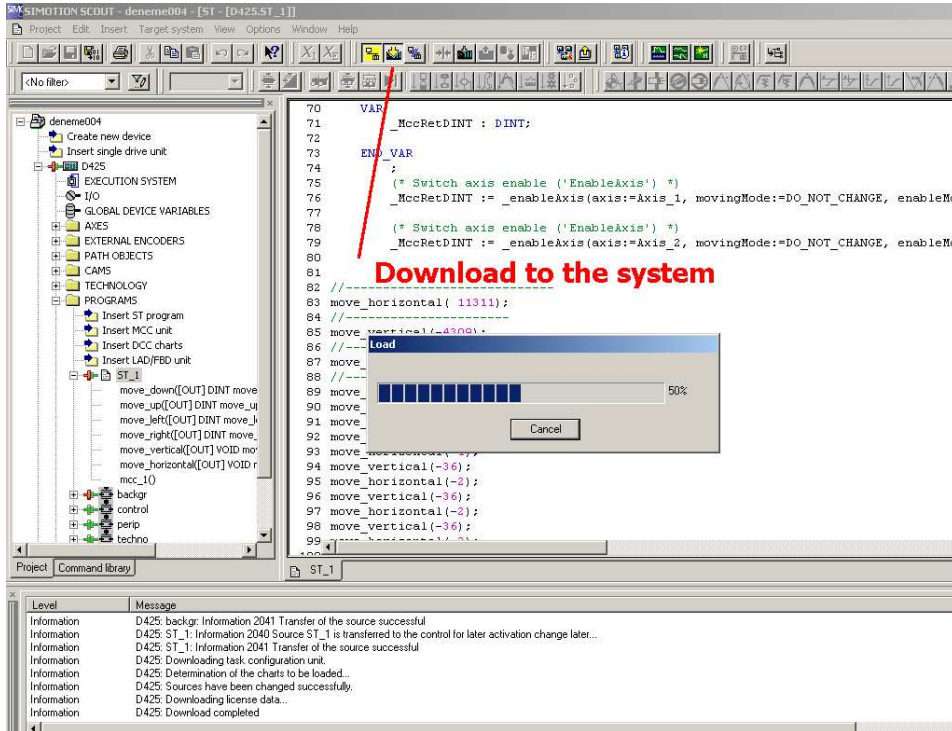 SIMOTION SCOUT - deneme004 - [ST - [D425.ST_1]]
Project Edit Insert Target system View Options Window Help
<No filter>
deneme004
Create new device
Insert single drive unit
D425
EXECUTION SYSTEM
I/O
GLOBAL DEVICE VARIABLES
AXES
EXTERNAL ENCODERS
PATH OBJECTS
CAMS
TECHNOLOGY
PROGRAMS
Insert ST program
Insert MCC unit
Insert DCC charts
Insert LAD/FBD unit
ST_1
move_down([OUT] DINT move
move_up([OUT] DINT move_u
move_left([OUT] DINT move_l
move_right([OUT] DINT move_
move_vertical([OUT] VOID mo
move_horizontal([OUT] VOID
mcc_1()
backgr
control
perip
techno
Project Command library
70 VAR
71 _MccRetDINT : DINT;
72
73 END_VAR
74 ;
75 (* Switch axis enable ('EnableAxis') *)
76 _MccRetDINT := _enableAxis(axis:=Axis_1, movingMode:=DO_NOT_CHANGE, enableM
77
78 (* Switch axis enable ('EnableAxis') *)
79 _MccRetDINT := _enableAxis(axis:=Axis_2, movingMode:=DO_NOT_CHANGE, enableM
80
81
Download to the system
82 //----------------------------
83 move_horizontal( 11311);
84 //----------------------
85 move_vertical(-4309);
86 //---
87 move_
88 //---
89 move_
90 move_
91 move_
92 move_
93 move_horizontal(-1);
94 move_vertical(-36);
95 move_horizontal(-2);
96 move_vertical(-36);
97 move_horizontal(-2);
98 move_vertical(-36);
99
Load
50%
Cancel
ST_1
Level Message
Information D425: backgr: Information 2041 Transfer of the source successful
Information D425: ST_1: Information 2040 Source ST_1 is transferred to the control for later activation change later...
Information D425: ST_1: Information 2041 Transfer of the source successful
Information D425: Downloading task configuration unit.
Information D425: Determination of the charts to be loaded...
Information D425: Sources have been changed successfully.
Information D425: Downloading license data...
Information D425: Download completed